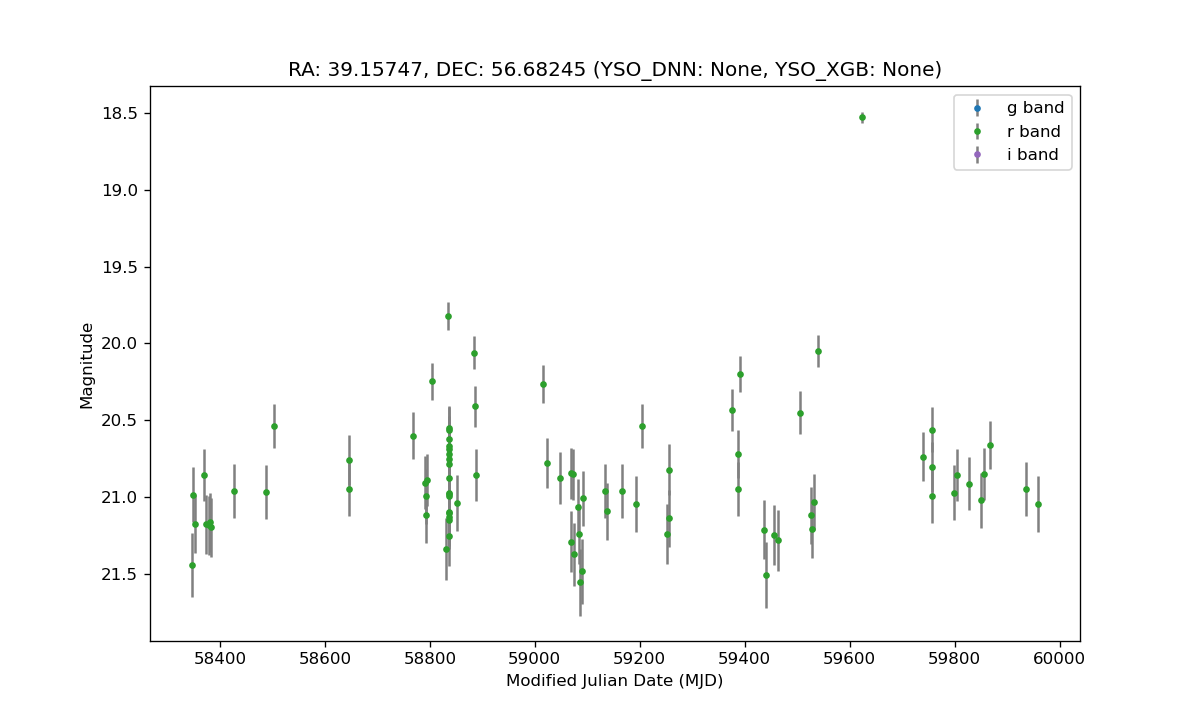 RA: 39.15747, DEC: 56.68245 (YSO_DNN: None, YSO_XGB: None)
g band
r band
i band
18.5
19.0
19.5
20.0
20.5
21.0
21.5
Magnitude
58400 58600 58800 59000 59200 59400 59600 59800 60000
Modified Julian Date (MJD)